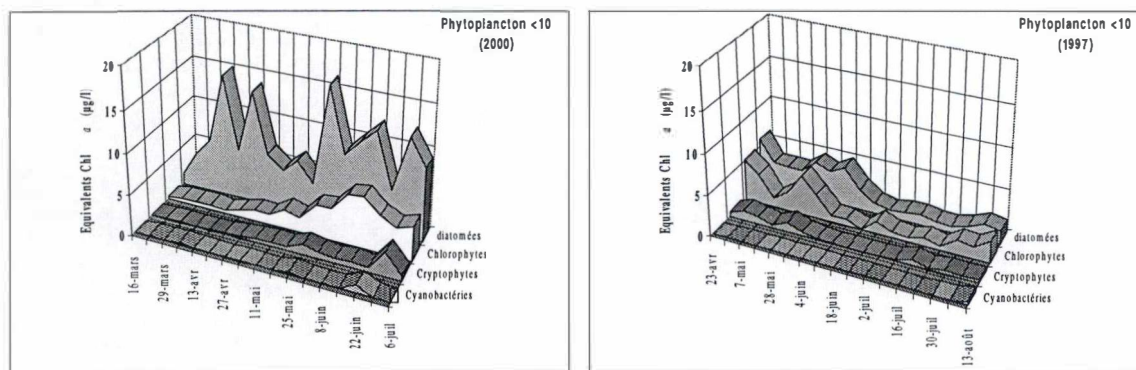 Phytoplancton <10
(2000)
20
15
10
5
0
Equivalents Chl a (µg/l)
16-mars
29-mars
13-avr
27-avr
11-mai
25-mai
8-juin
22-juin
6-juil
diatomées
Chlorophytes
Cryptophytes
Cyanobactéries
Phytoplancton <10
(1997)
20
15
10
5
0
Equivalents Chl a (µg/l)
23-avr
7-mai
28-mai
4-juin
18-juin
2-juil
16-juil
30-juil
13-août
diatomées
Chlorophytes
Cryptophytes
Cyanobactéries